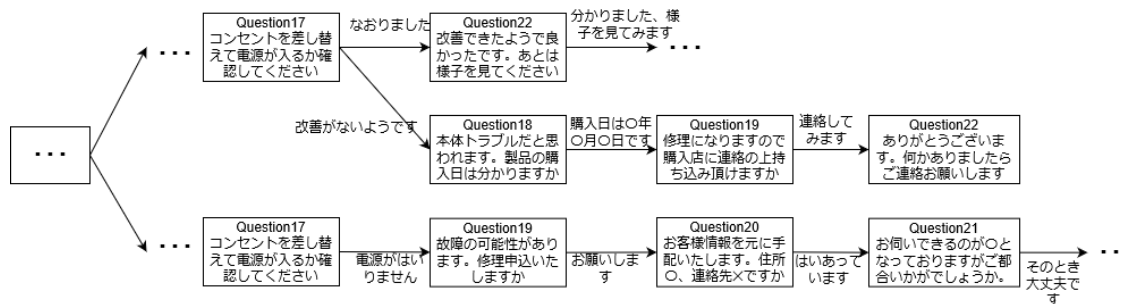 Question17
コンセントを差し替
えて電源が入るか確
認してください
なおりました
Question22
改善できたようで良
かったです。あとは
様子を見てください
分かりました、様
子を見てみます
・・・
・・・
・・・
改善がないようです
Question18
本体トラブルだと思
われます。製品の購
入日は分かりますか
購入日は〇年
〇月〇日です
Question19
修理になりますので
購入店に連絡の上持
ち込み頂けますか
連絡して
みます
Question22
ありがとうございま
す。何かありましたら
ご連絡お願いします
・・・
Question17
コンセントを差し替
えて電源が入るか確
認してください
電源がはい
りません
Question19
故障の可能性があり
ます。修理申込いた
しますか
お願いしま
す
Question20
お客様情報を元に手
配いたします。住所
〇、連絡先×ですか
はいあって
います
Question21
お伺いできるのが〇と
なっておりますがご都
合いかがでしょうか。
そのとき
大丈夫で
す
・・